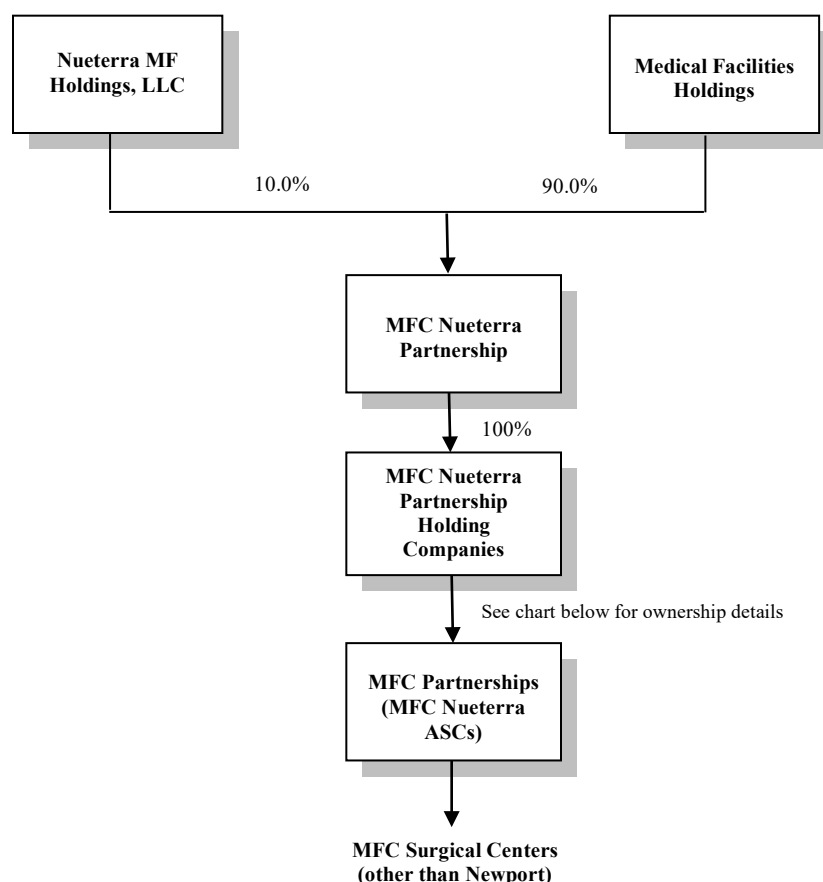 Nueterra MF
Holdings, LLC
Medical Facilities
Holdings
10.0%
90.0%
MFC Nueterra
Partnership
100%
MFC Nueterra
Partnership
Holding
Companies
See chart below for ownership details
MFC Partnerships
(MFC Nueterra
ASCs)
MFC Surgical Centers
(other than Newport)